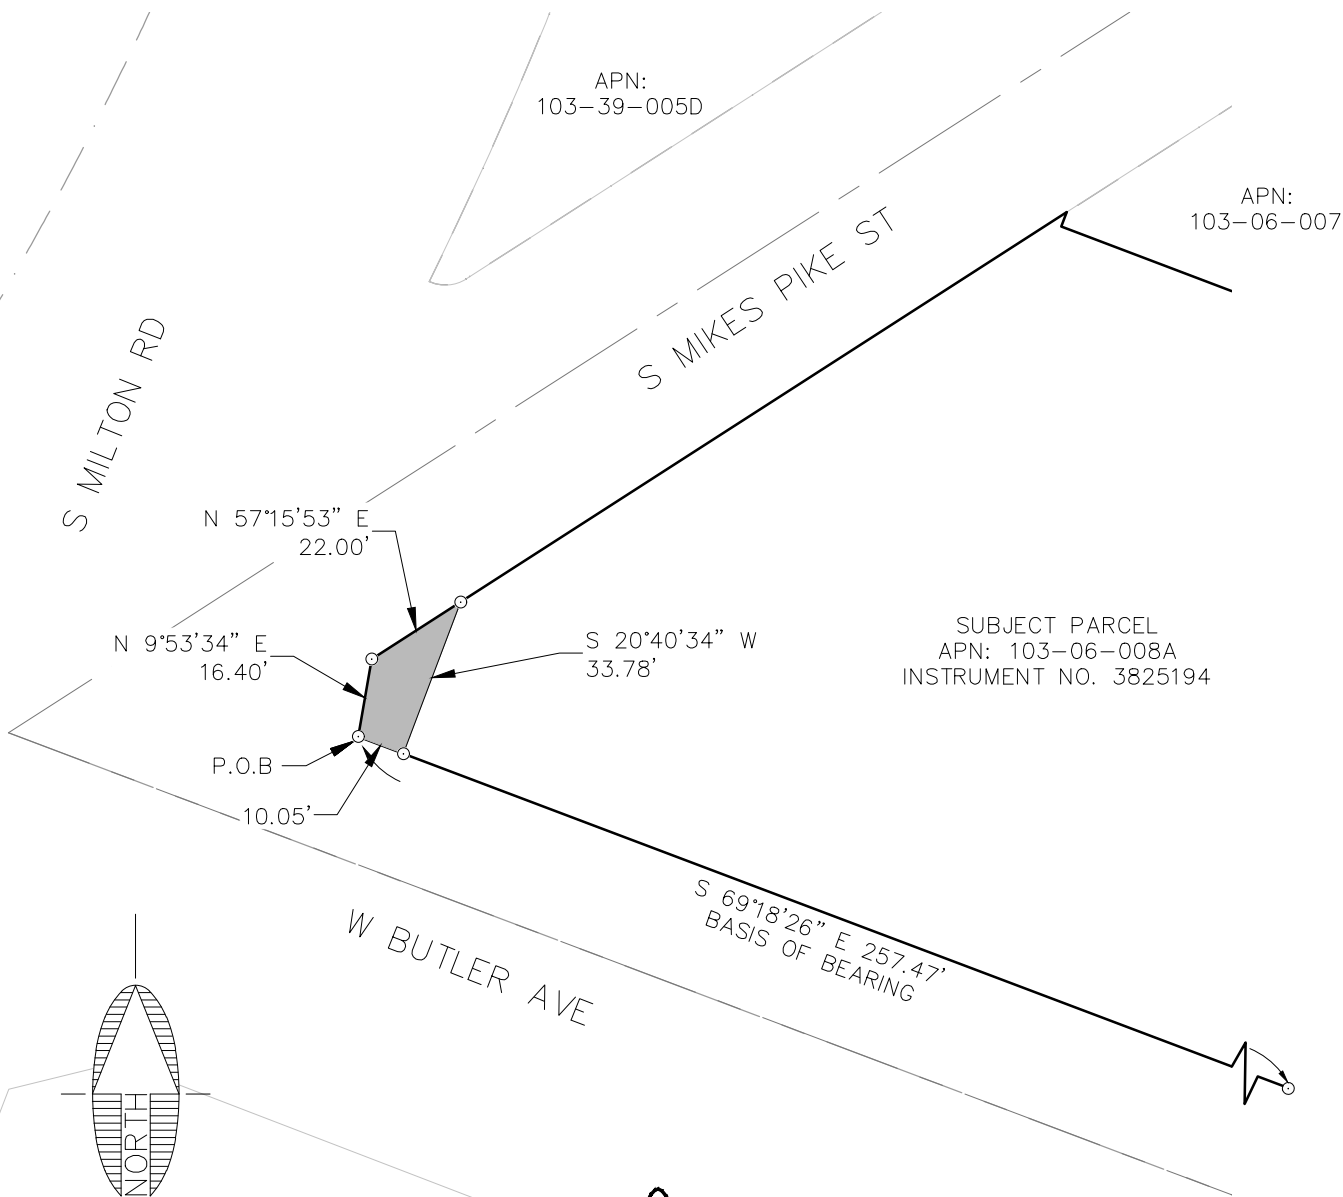 APN:
103-39-005D
APN:
103-06-007
S MIKES PIKE ST
S MILTON RD
N 57°15'53" E
22.00'
N 9°53'34" E
16.40'
S 20°40'34" W
33.78'
SUBJECT PARCEL
APN: 103-06-008A
INSTRUMENT NO. 3825194
P.O.B
10.05'
S 69°18'26" E 257.47'
BASIS OF BEARING
W BUTLER AVE
NORTH